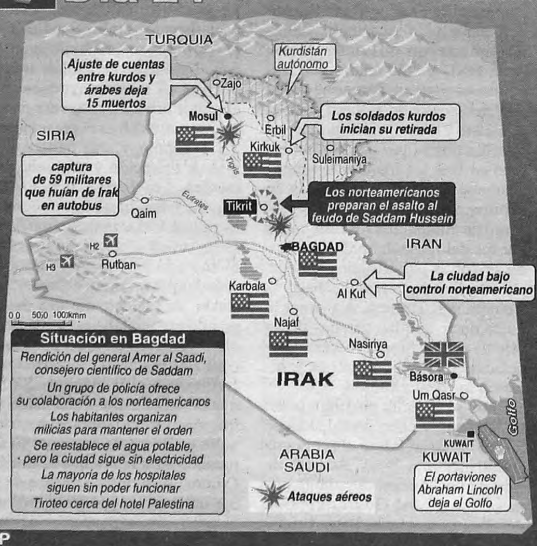 TURQUIA
Kurdistán
autónomo
Ajuste de cuentas
entre kurdos y
árabes deja
15 muertos
Zajo
Mosul
Erbil
Los soldados kurdos
inician su retirada
SIRIA
Kirkuk
Suleimaniya
Tigris
captura
de 59 militares
que huían de Irak
en autobus
Tikrit
Los norteamericanos
preparan el asalto al
feudo de Saddam Hussein
Qaim
Eufrates
BAGDAD
IRAN
H2
H3
Rutban
La ciudad bajo
control norteamericano
Karbala
Al Kut
Najaf
Nasiriya
Situación en Bagdad
Rendición del general Amer al Saadi,
consejero científico de Saddam
Un grupo de policía ofrece
su colaboración a los norteamericanos
Los habitantes organizan
milicias para mantener el orden
Se reestablece el agua potable,
pero la ciudad sigue sin electricidad
La mayoría de los hospitales
siguen sin poder funcionar
Tiroteo cerca del hotel Palestina
IRAK
Básora
Um Qasr
Golfo
KUWAIT
KUWAIT
ARABIA
SAUDI
Ataques aéreos
El portaviones
Abraham Lincoln
deja el Golfo